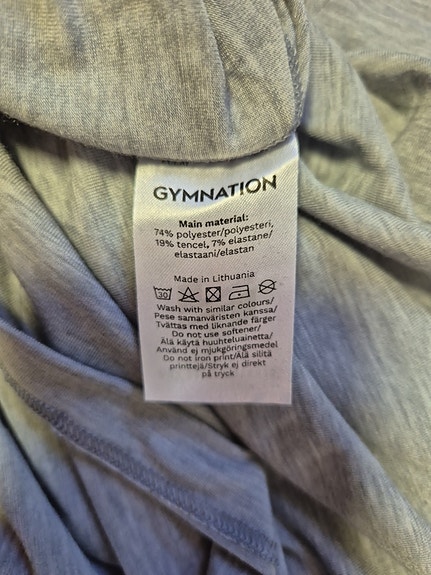 GYMNATION
Main material:
74% polyester/polyesteri,
19% tencel, 7% elastane/
elastaani/elastan
Made in Lithuania
30
Wash with similar colours/
Pese samanväristen kanssa/
Tvättas med liknande färger
Do not use softener/
Älä käytä huuhteluainetta/
Använd ej mjukgöringsmedel
Do not iron print/Älä silitä
printtejä/Stryk ej direkt
på tryck